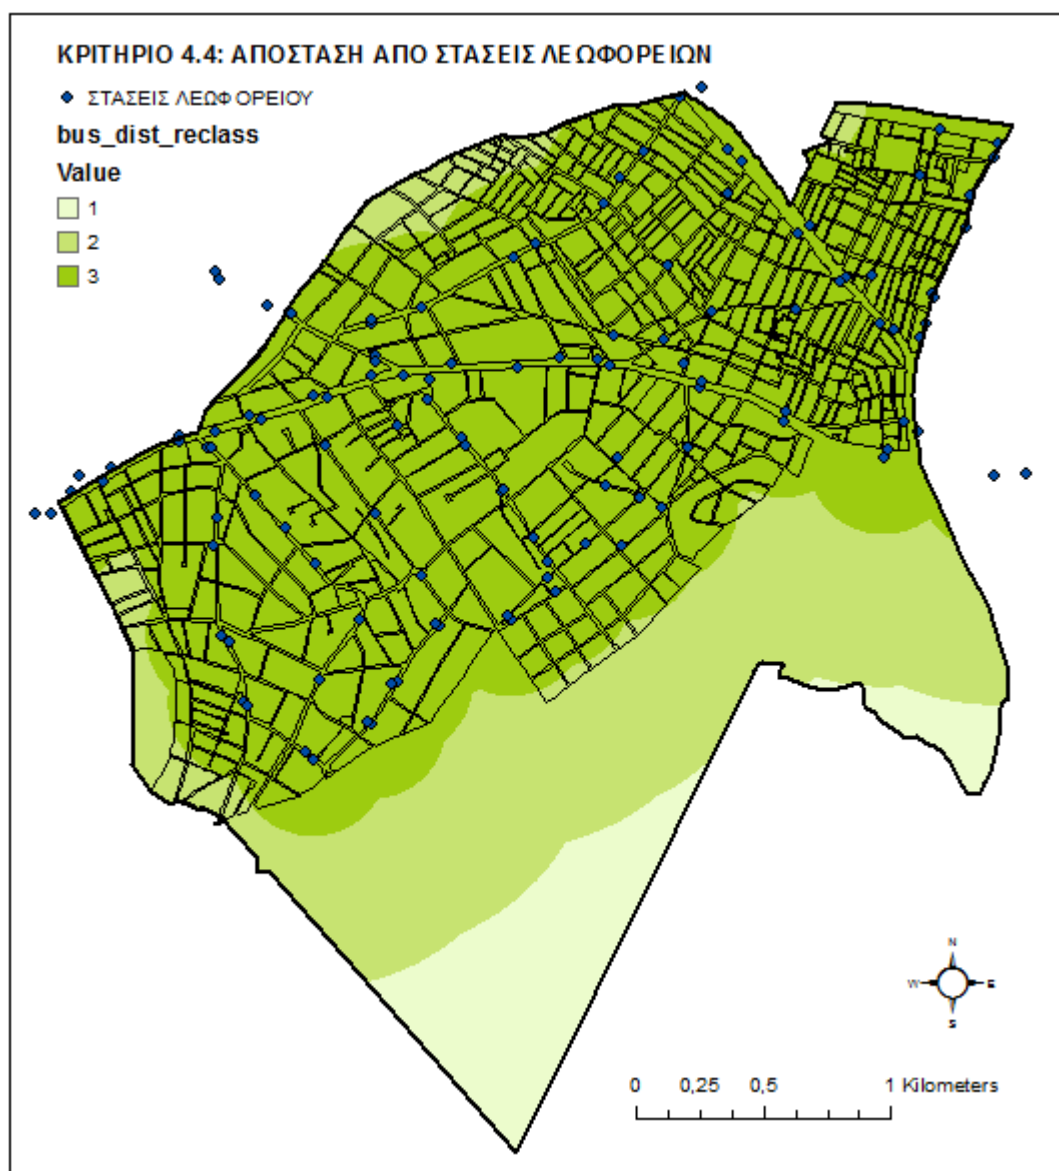 ΚΡΙΤΗΡΙΟ 4.4: ΑΠΟΣΤΑΣΗ ΑΠΟ ΣΤΑΣΕΙΣ ΛΕΩΦΟΡΕΙΩΝ
ΣΤΑΣΕΙΣ ΛΕΩΦΟΡΕΙΟΥ
bus_dist_reclass
Value
1
2
3
N
W E
S
0 0,25 0,5 1 Kilometers